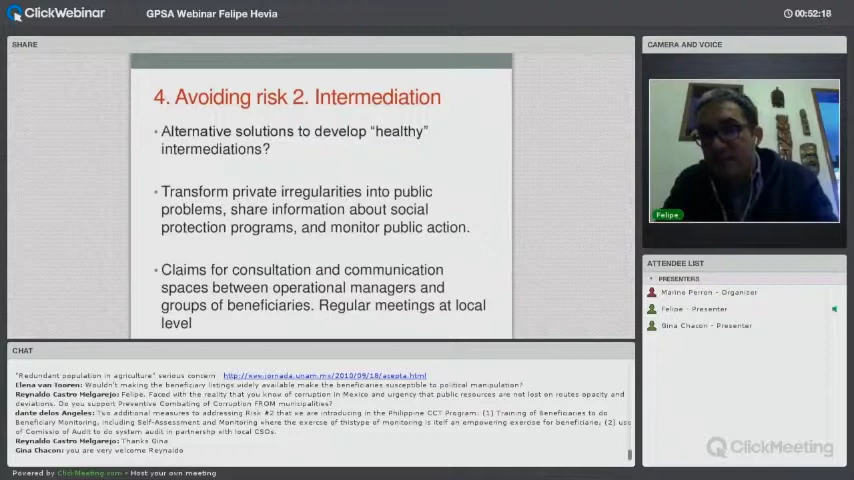 ClickWebinar
GPSA Webinar Felipe Hevia
00:52:18
SHARE
4. Avoiding risk 2. Intermediation
• Alternative solutions to develop “healthy”
intermediations?
• Transform private irregularities into public
problems, share information about social
protection programs, and monitor public action.
• Claims for consultation and communication
spaces between operational managers and
groups of beneficiaries. Regular meetings at local
level
CAMERA AND VOICE
Felipe
ATTENDEE LIST
PRESENTERS
Marine Perron - Organizer
Felipe - Presenter
Gina Chacon - Presenter
CHAT
"Redundant population in agriculture" serious concern http://www.jornada.unam.mx/2010/09/18/acepta.html
Elena van Tooren: Wouldn't making the beneficiary listings widely available make the beneficiaries susceptible to political manipulation?
Reynaldo Castro Melgarejo: Felipe, Faced with the reality that you know of corruption in Mexico and urgency that public resources are not lost on routes opacity and
deviations. Do you support Preventive Combating of Corruption FROM municipalities?
dante delos Angeles: Two additional measures to addressing Risk #2 that we are introducing in the Philippine CCT Program: (1) Training of Beneficiaries to do
Beneficiary Monitoring, including Self-Assessment and Monitoring where the exercse of thistype of monitoring is itself an empowering exercise for beneficiarie; (2) use
of Comissio of Audit to do system audit in partnersh with local CSOs.
Reynaldo Castro Melgarejo: Thanks Gina
Gina Chacon: you are very welcome Reynaldo
ClickMeeting
Powered by ClickMeeting.com • Host your own meeting